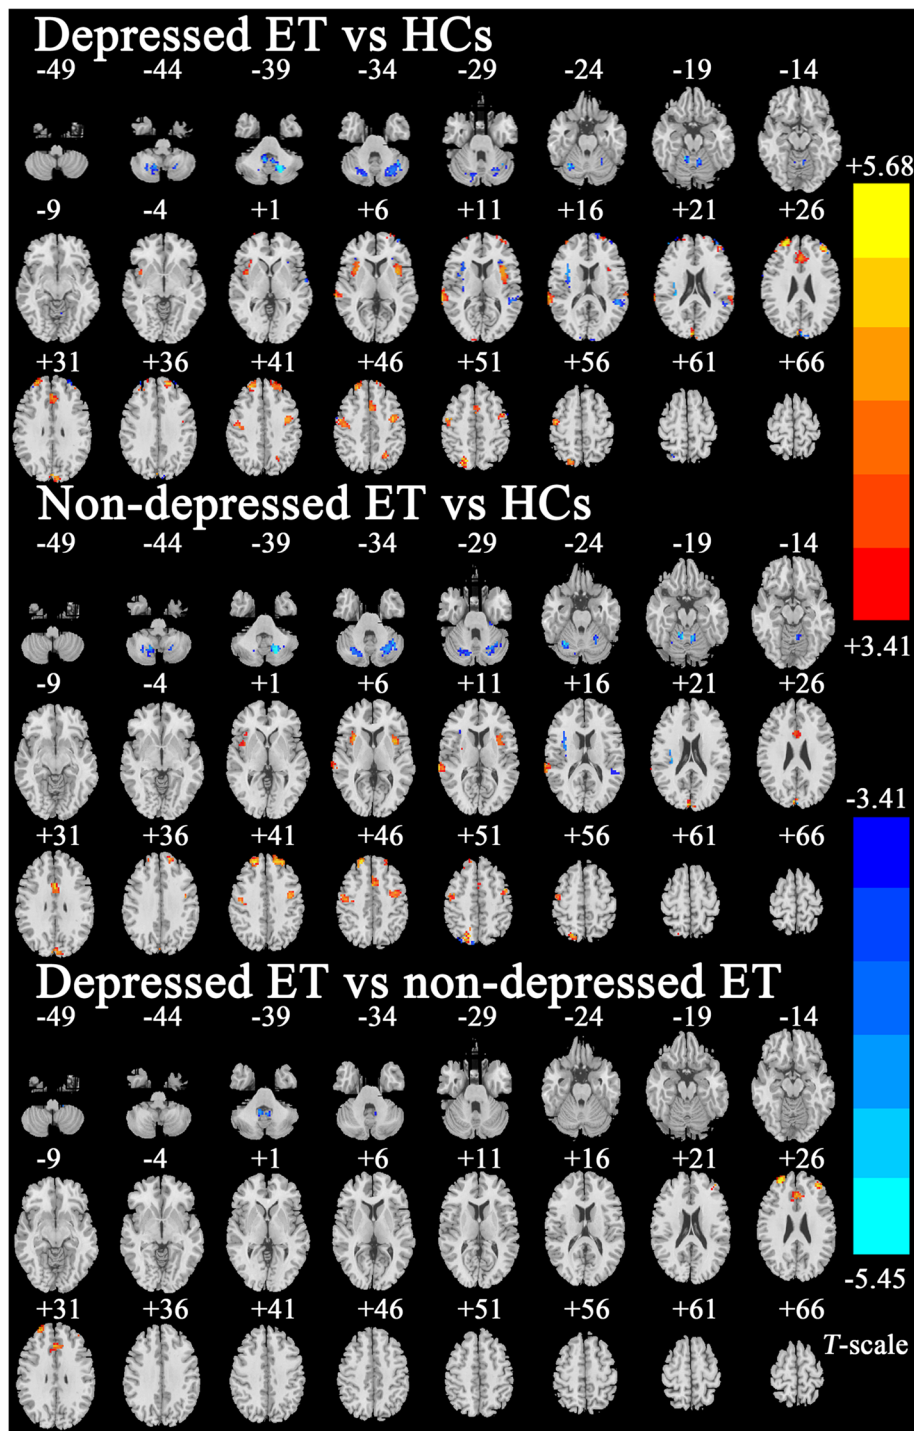 Depressed ET vs HCs
-49 -44 -39 -34 -29 -24 -19 -14
+5.68
-9 -4 +1 +6 +11 +16 +21 +26
+31 +36 +41 +46 +51 +56 +61 +66
Non-depressed ET vs HCs
-49 -44 -39 -34 -29 -24 -19 -14
+3.41
-9 -4 +1 +6 +11 +16 +21 +26
-3.41
+31 +36 +41 +46 +51 +56 +61 +66
Depressed ET vs non-depressed ET
-49 -44 -39 -34 -29 -24 -19 -14
-9 -4 +1 +6 +11 +16 +21 +26
-5.45
+31 +36 +41 +46 +51 +56 +61 +66
T-scale